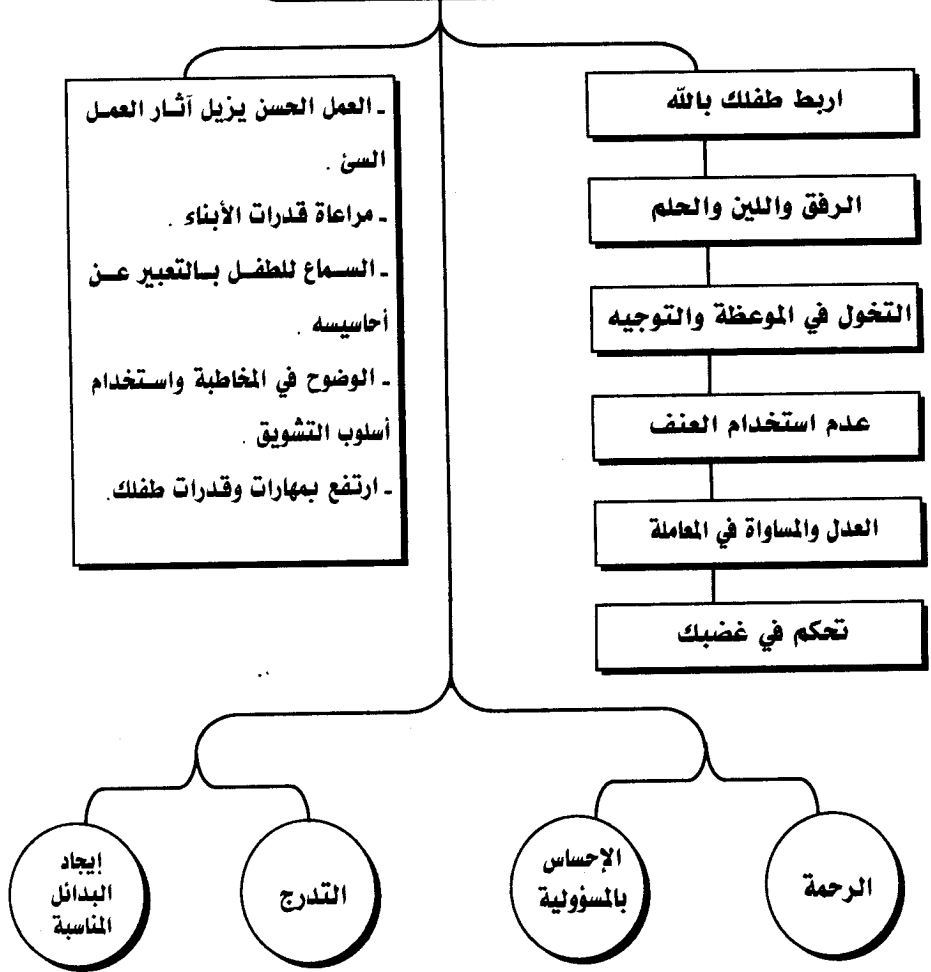 اربط طفلك بالله
الرفق واللين والحلم
التخول في الموعظة والتوجيه
عدم استخدام العنف
العدل والمساواة في المعاملة
تحكم في غضبك
ـ العمل الحسن يزيل آثار العمل
السئ .
ـ مراعاة قدرات الأبناء .
ـ السماع للطفل بالتعبير عن
أحاسيسه .
ـ الوضوح في المخاطبة واستخدام
أسلوب التشويق .
ـ ارتفع بمهارات وقدرات طفلك.
الرحمة
الإحساس
بالمسؤولية
التدرج
إيجاد
البدائل
المناسبة